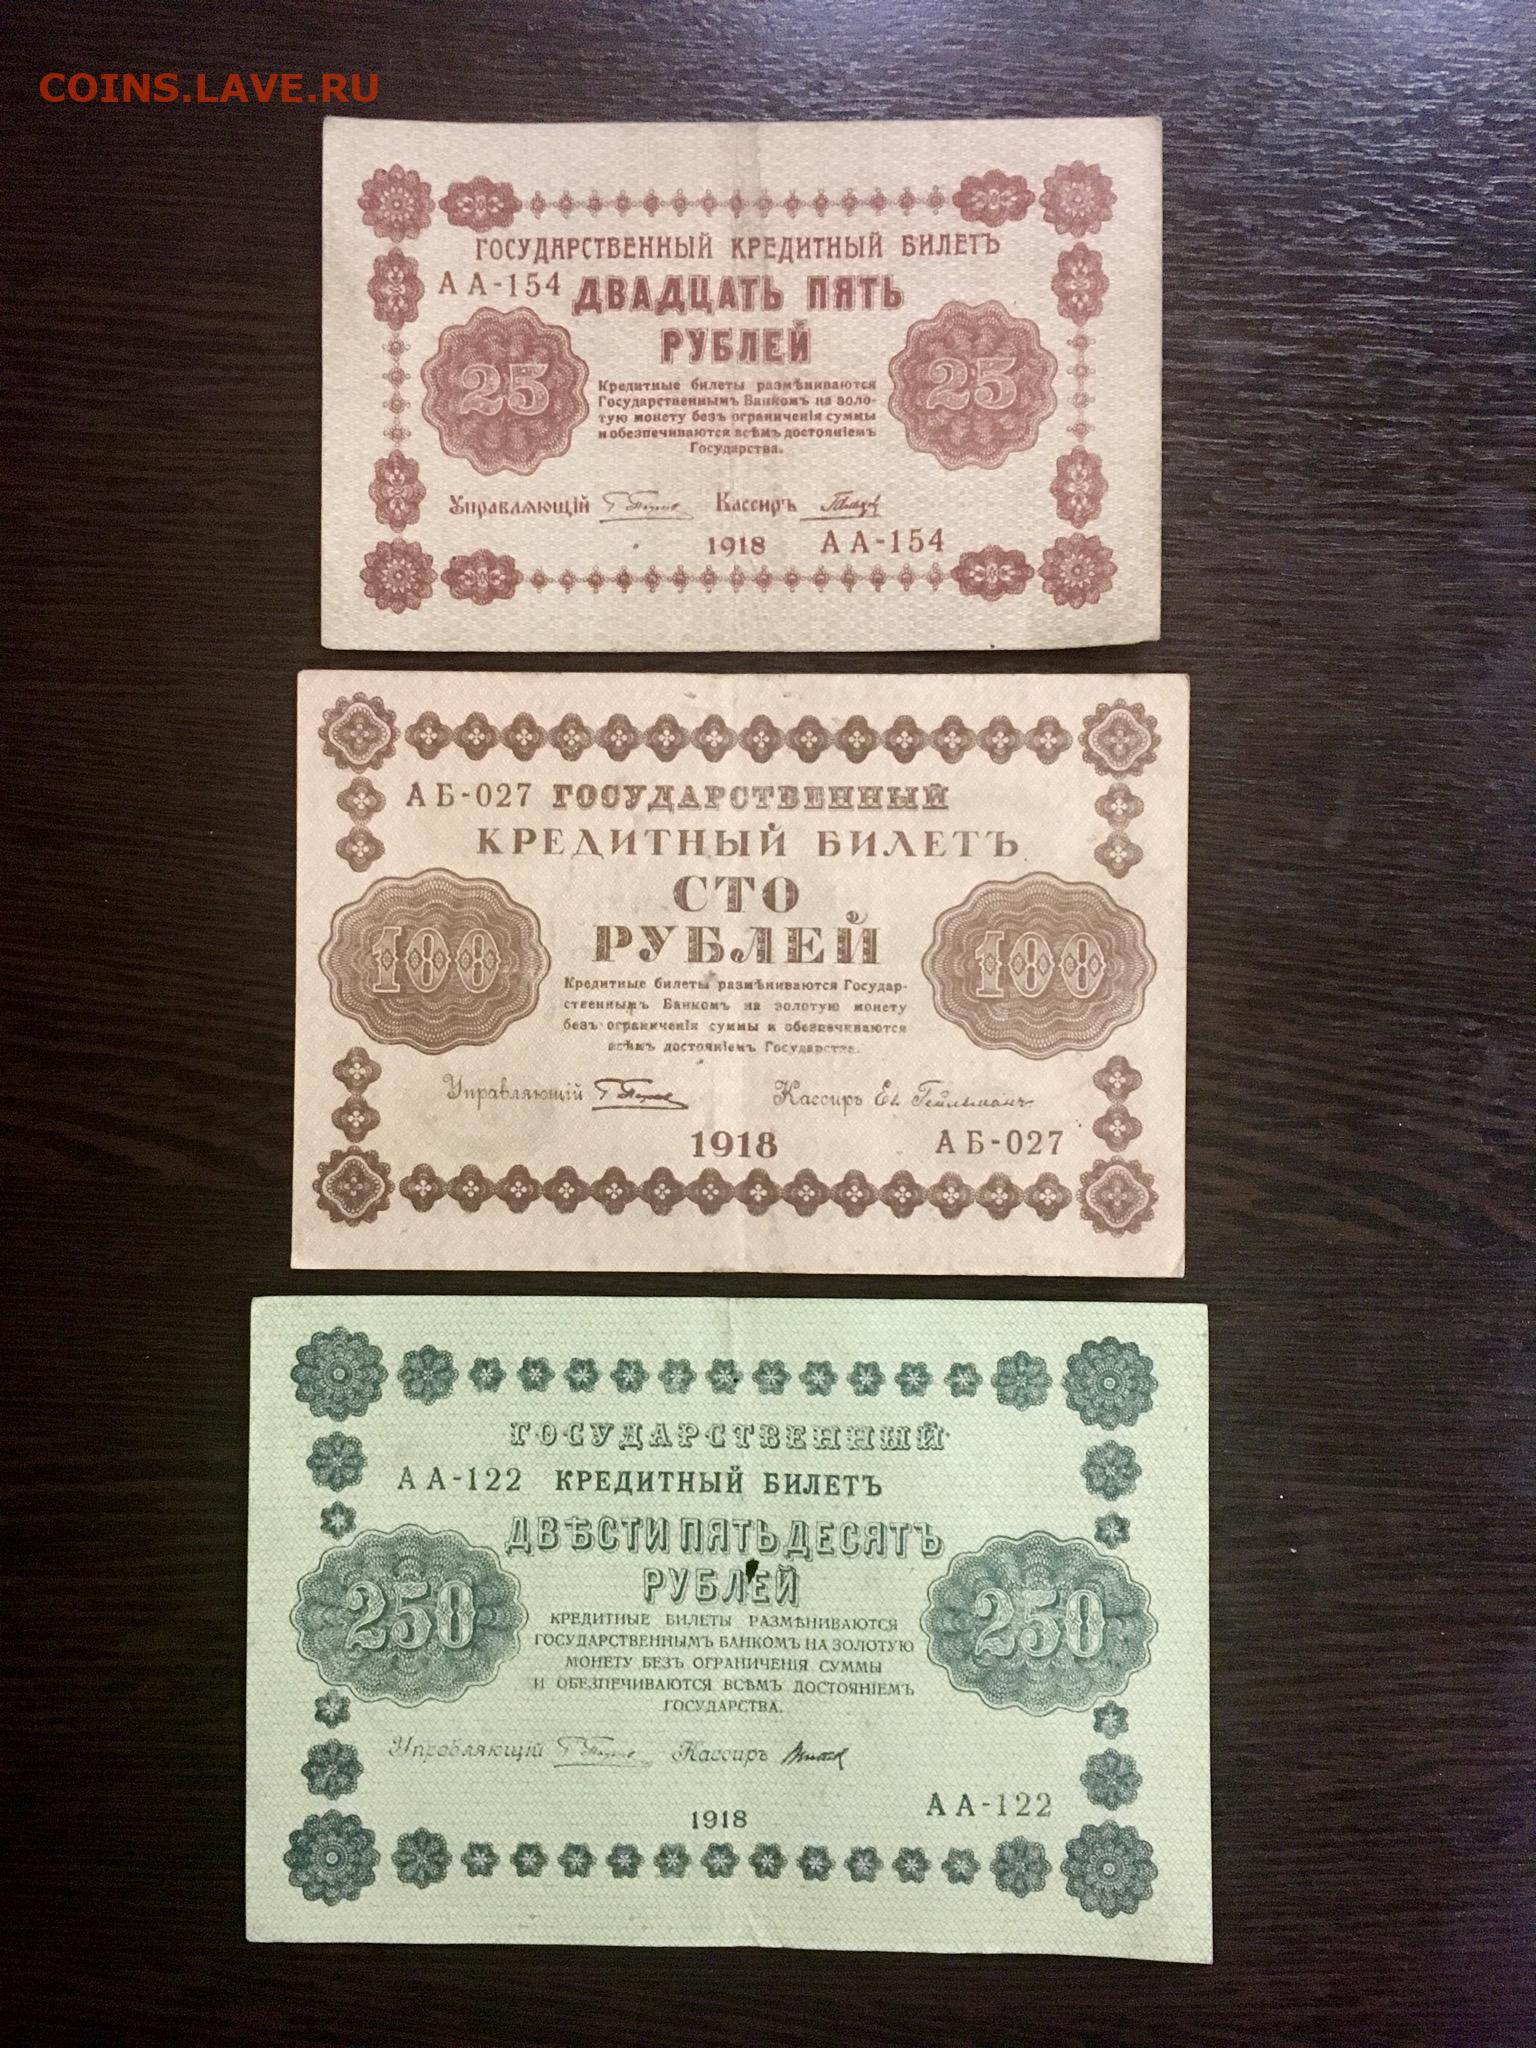 COINS.LAVE.RU
ГОСУДАРСТВЕННЫЙ КРЕДИТНЫЙ БИЛЕТЪ
АА-154 ДВАДЦАТЬ ПЯТЬ
РУБЛЕЙ
25 25
Кредитные билеты размѣниваются
Государственнымъ Банкомъ на золо-
тую монету безъ ограниченія суммы
и обезпечиваются всѣмъ достояніемъ
Государства.
Управляющій Кассиръ
1918 АА-154
АБ-027 ГОСУДАРСТВЕННЫЙ
КРЕДИТНЫЙ БИЛЕТЪ
СТО
РУБЛЕЙ
100 100
Кредитные билеты размѣниваются Государ-
ственнымъ Банкомъ на золотую монету
безъ ограниченія суммы и обезпечиваются
всѣмъ достояніемъ Государства.
Управляющій Кассиръ Ев. Гейльманъ
1918 АБ-027
ГОСУДАРСТВЕННЫЙ
АА-122 КРЕДИТНЫЙ БИЛЕТЪ
ДВѢСТИ ПЯТЬДЕСЯТЪ
РУБЛЕЙ
250 250
КРЕДИТНЫЕ БИЛЕТЫ РАЗМѢНИВАЮТСЯ
ГОСУДАРСТВЕННЫМЪ БАНКОМЪ НА ЗОЛОТУЮ
МОНЕТУ БЕЗЪ ОГРАНИЧЕНІЯ СУММЫ
И ОБЕЗПЕЧИВАЮТСЯ ВСѢМЪ ДОСТОЯНІЕМЪ
ГОСУДАРСТВА.
Управляющій Кассиръ
1918 АА-122